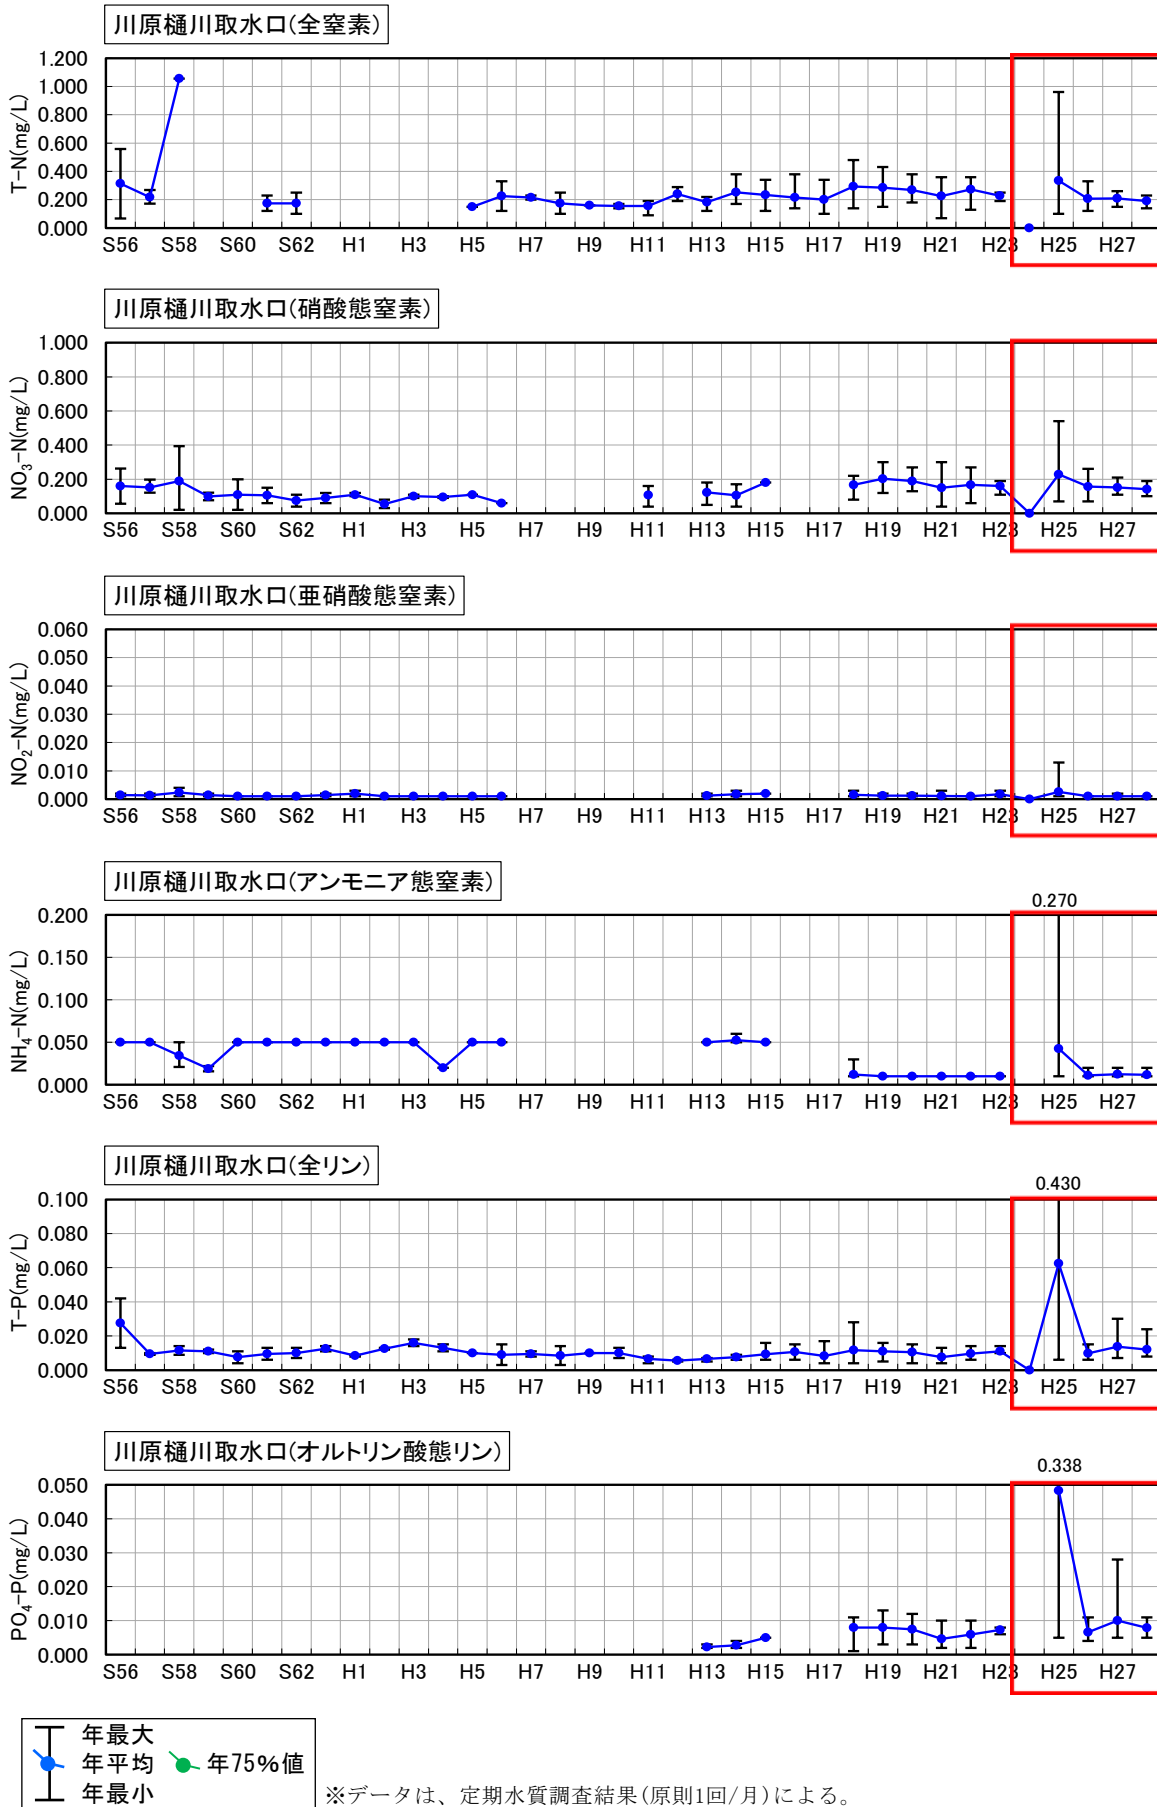 川原樋川取水口(全窒素)
T-N(mg/L)
1.200
1.000
0.800
0.600
0.400
0.200
0.000
S56 S58 S60 S62 H1 H3 H5 H7 H9 H11 H13 H15 H17 H19 H21 H23 H25 H27
川原樋川取水口(硝酸態窒素)
NO₃-N(mg/L)
1.000
0.800
0.600
0.400
0.200
0.000
S56 S58 S60 S62 H1 H3 H5 H7 H9 H11 H13 H15 H17 H19 H21 H23 H25 H27
川原樋川取水口(亜硝酸態窒素)
NO₂-N(mg/L)
0.060
0.050
0.040
0.030
0.020
0.010
0.000
S56 S58 S60 S62 H1 H3 H5 H7 H9 H11 H13 H15 H17 H19 H21 H23 H25 H27
川原樋川取水口(アンモニア態窒素)
0.270
NH₄-N(mg/L)
0.200
0.150
0.100
0.050
0.000
S56 S58 S60 S62 H1 H3 H5 H7 H9 H11 H13 H15 H17 H19 H21 H23 H25 H27
川原樋川取水口(全リン)
0.430
T-P(mg/L)
0.100
0.080
0.060
0.040
0.020
0.000
S56 S58 S60 S62 H1 H3 H5 H7 H9 H11 H13 H15 H17 H19 H21 H23 H25 H27
川原樋川取水口(オルトリン酸態リン)
0.338
PO₄-P(mg/L)
0.050
0.040
0.030
0.020
0.010
0.000
S56 S58 S60 S62 H1 H3 H5 H7 H9 H11 H13 H15 H17 H19 H21 H23 H25 H27
年最大
年平均 年75%値
年最小
※データは、定期水質調査結果(原則1回/月)による。